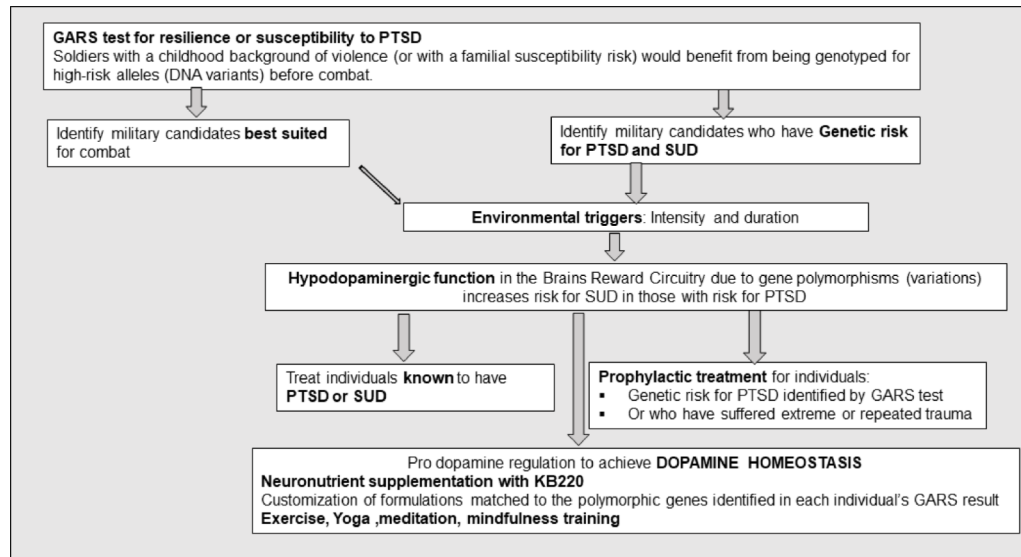 GARS test for resilience or susceptibility to PTSD
Soldiers with a childhood background of violence (or with a familial susceptibility risk) would benefit from being genotyped for
high-risk alleles (DNA variants) before combat.
Identify military candidates best suited
for combat
Identify military candidates who have Genetic risk
for PTSD and SUD
Environmental triggers: Intensity and duration
Hypodopaminergic function in the Brains Reward Circuitry due to gene polymorphisms (variations)
increases risk for SUD in those with risk for PTSD
Treat individuals known to have
PTSD or SUD
Prophylactic treatment for individuals:
▪ Genetic risk for PTSD identified by GARS test
▪ Or who have suffered extreme or repeated trauma
Pro dopamine regulation to achieve DOPAMINE HOMEOSTASIS
Neuronutrient supplementation with KB220
Customization of formulations matched to the polymorphic genes identified in each individual's GARS result
Exercise, Yoga ,meditation, mindfulness training